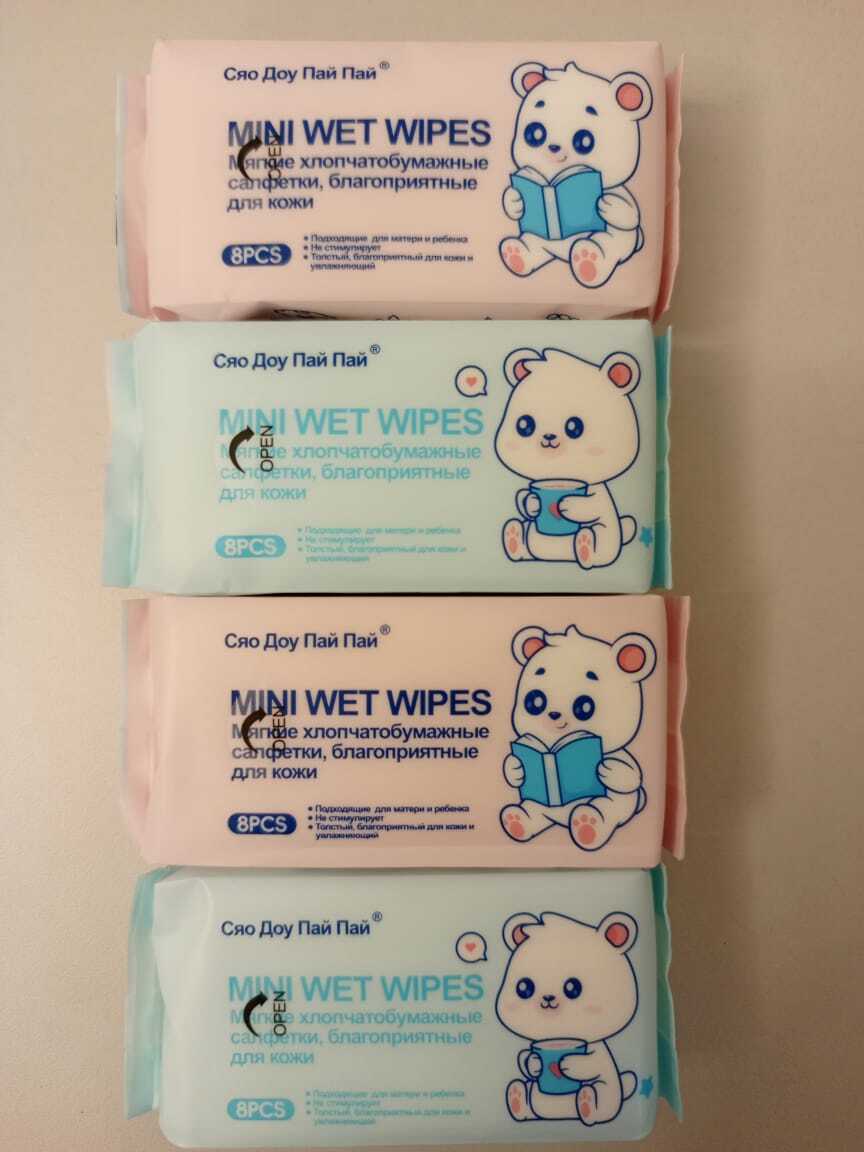 Сяо Доу Пай Пай®
MINI WET WIPES
OPEN
Мягкие хлопчатобумажные
салфетки, благоприятные
для кожи
8PCS
• Подходящие для матери и ребенка
• Не стимулирует
• Толстый, благоприятный для кожи и
увлажняющий
Сяо Доу Пай Пай®
MINI WET WIPES
OPEN
Мягкие хлопчатобумажные
салфетки, благоприятные
для кожи
8PCS
• Подходящие для матери и ребенка
• Не стимулирует
• Толстый, благоприятный для кожи и
увлажняющий
Сяо Доу Пай Пай®
MINI WET WIPES
OPEN
Мягкие хлопчатобумажные
салфетки, благоприятные
для кожи
8PCS
• Подходящие для матери и ребенка
• Не стимулирует
• Толстый, благоприятный для кожи и
увлажняющий
Сяо Доу Пай Пай®
MINI WET WIPES
OPEN
Мягкие хлопчатобумажные
салфетки, благоприятные
для кожи
8PCS
• Подходящие для матери и ребенка
• Не стимулирует
• Толстый, благоприятный для кожи и
увлажняющий